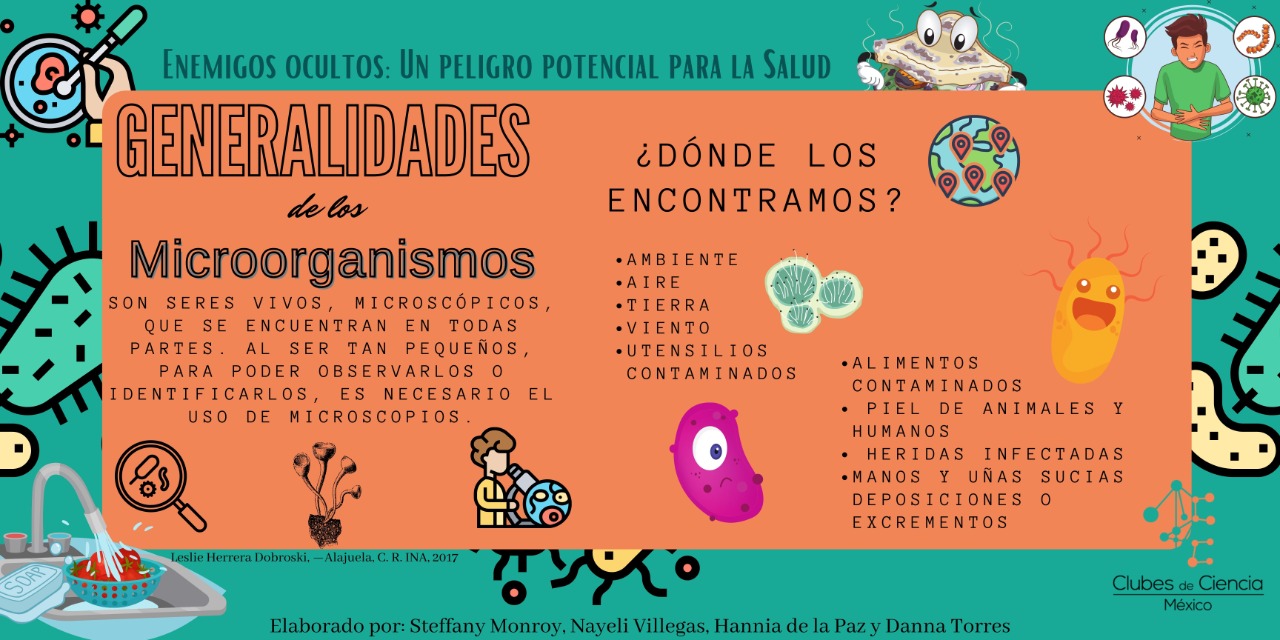 Enemigos ocultos: Un peligro potencial para la Salud
GENERALIDADES
de los
Microorganismos
SON SERES VIVOS, MICROSCÓPICOS,
QUE SE ENCUENTRAN EN TODAS
PARTES. AL SER TAN PEQUEÑOS,
PARA PODER OBSERVARLOS O
IDENTIFICARLOS, ES NECESARIO EL
USO DE MICROSCOPIOS.
¿DÓNDE LOS
ENCONTRAMOS?
•AMBIENTE
•AIRE
•TIERRA
•VIENTO
•UTENSILIOS
CONTAMINADOS
•ALIMENTOS
CONTAMINADOS
• PIEL DE ANIMALES Y
HUMANOS
• HERIDAS INFECTADAS
•MANOS Y UÑAS SUCIAS
DEPOSICIONES O
EXCREMENTOS
SOAP
Leslie Herrera Dobroski, — Alajuela, C. R. INA, 2017
Clubes de Ciencia
México
Elaborado por: Steffany Monroy, Nayeli Villegas, Hannia de la Paz y Danna Torres